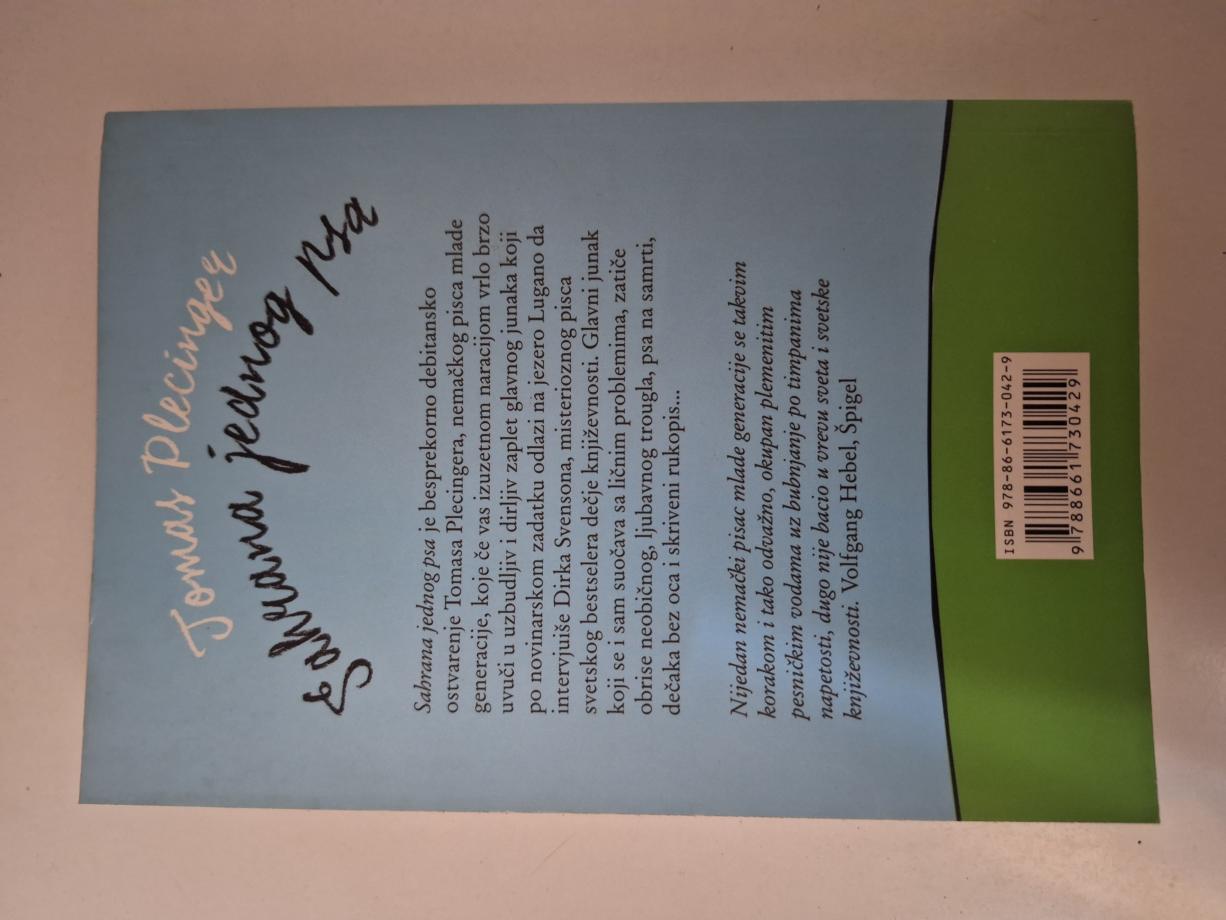 Tomas Plecinger
Sahrana jednog psa
Sahrana jednog psa je besprekorno debitansko
ostvarenje Tomasa Plecingera, nemačkog pisca mlade
generacije, koje če vas izuzetnom naracijom vrlo brzo
uvuči u uzbudljiv i dirljiv zaplet glavnog junaka koji
po novinarskom zadatku odlazi na jezero Lugano da
intervjuiše Dirka Svensona, misterioznog pisca
svetskog bestselera dečje književnosti. Glavni junak
koji se i sam suočava sa ličnim problemima, zatiče
obrise neobičnog, ljubavnog trougla, psa na samrti,
dečaka bez oca i skriveni rukopis...
Nijedan nemački pisac mlade generacije se takvim
korakom i tako odvažno, okupan plemenitim
pesničkim vodama uz bubnjanje po timpanima
napetosti, dugo nije bacio u vrevu sveta i svetske
književnosti. Volfgang Hebel, Špigel
ISBN 978-86-6173-042-9
9 788661 730429